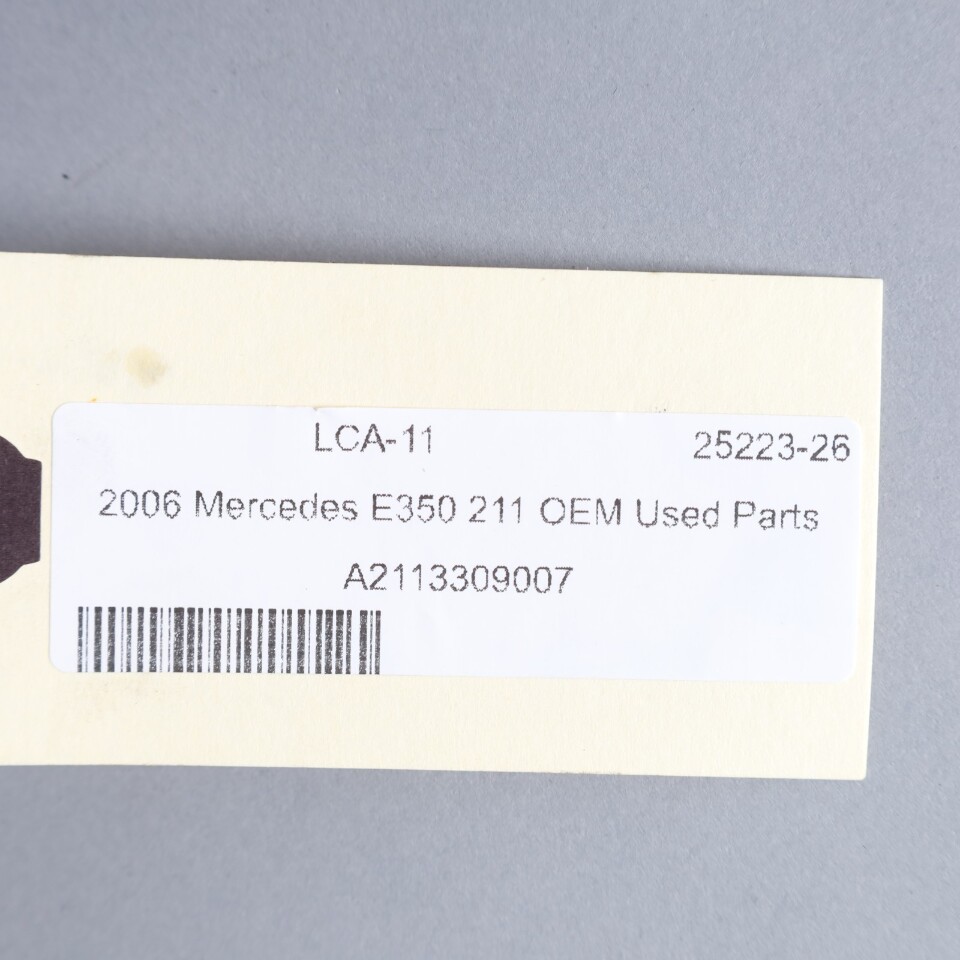 LCA-11 25223-26
2006 Mercedes E350 211 OEM Used Parts
A2113309007